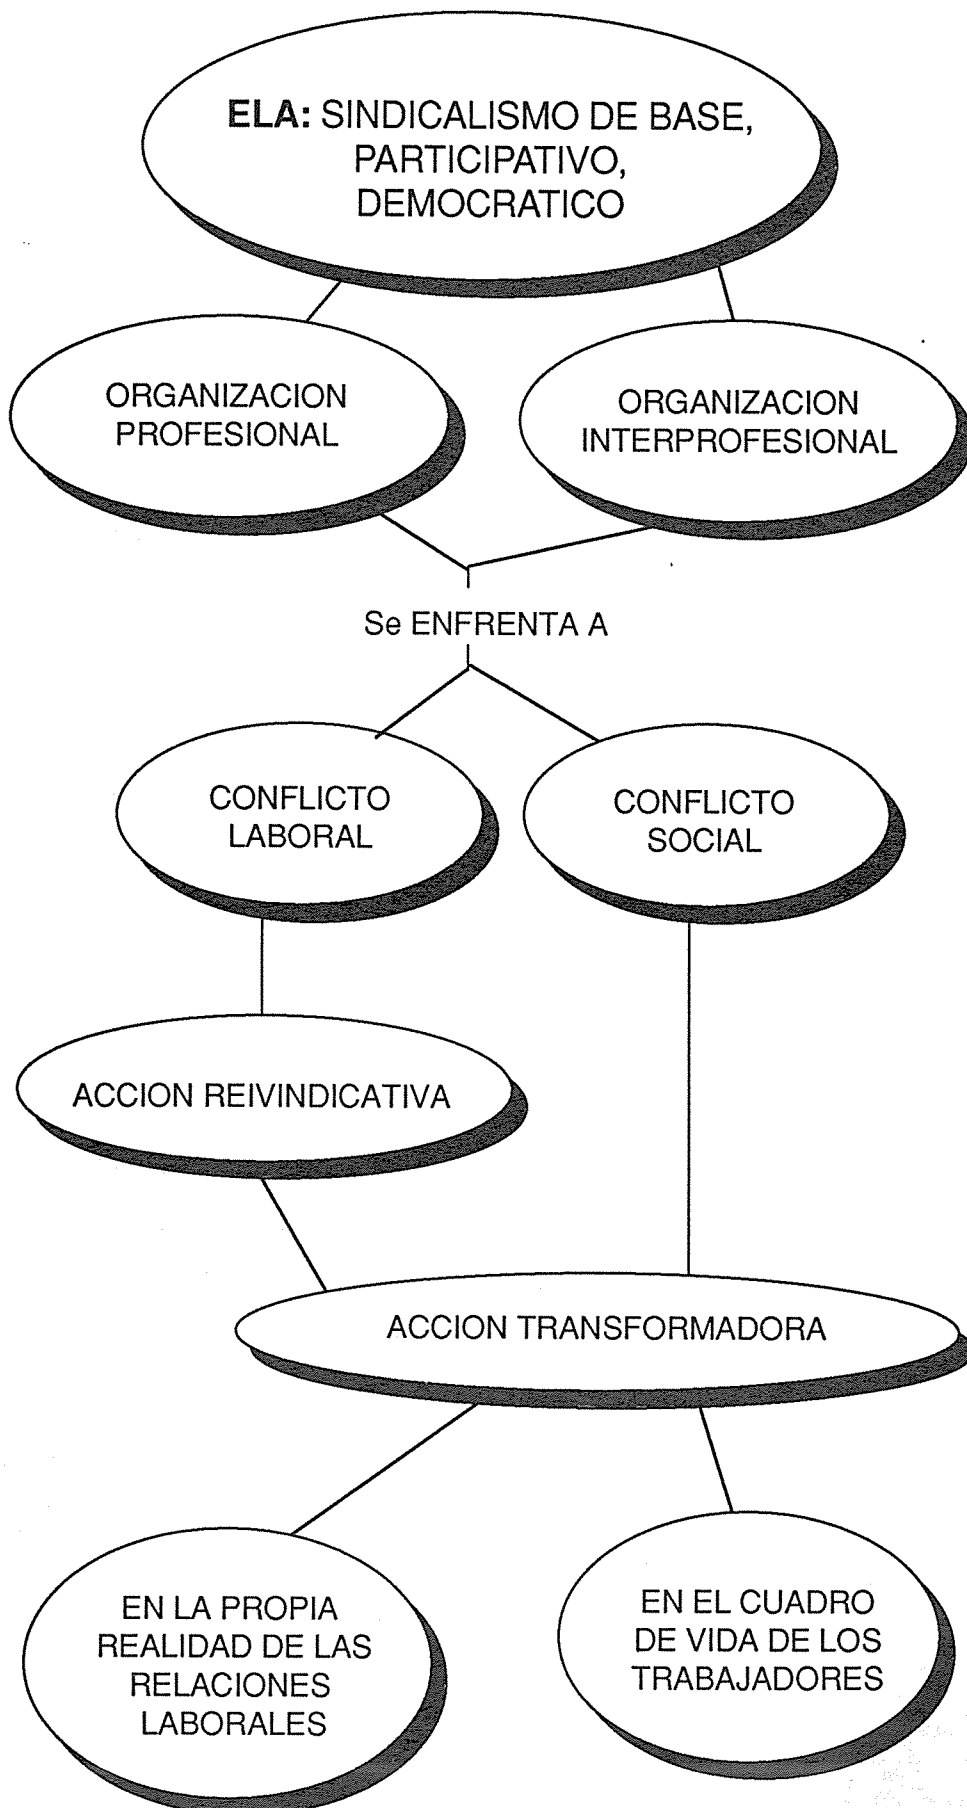 ELA: SINDICALISMO DE BASE,
PARTICIPATIVO,
DEMOCRATICO
ORGANIZACION
PROFESIONAL
ORGANIZACION
INTERPROFESIONAL
Se ENFRENTA A
CONFLICTO
LABORAL
CONFLICTO
SOCIAL
ACCION REIVINDICATIVA
ACCION TRANSFORMADORA
EN LA PROPIA
REALIDAD DE LAS
RELACIONES
LABORALES
EN EL CUADRO
DE VIDA DE LOS
TRABAJADORES